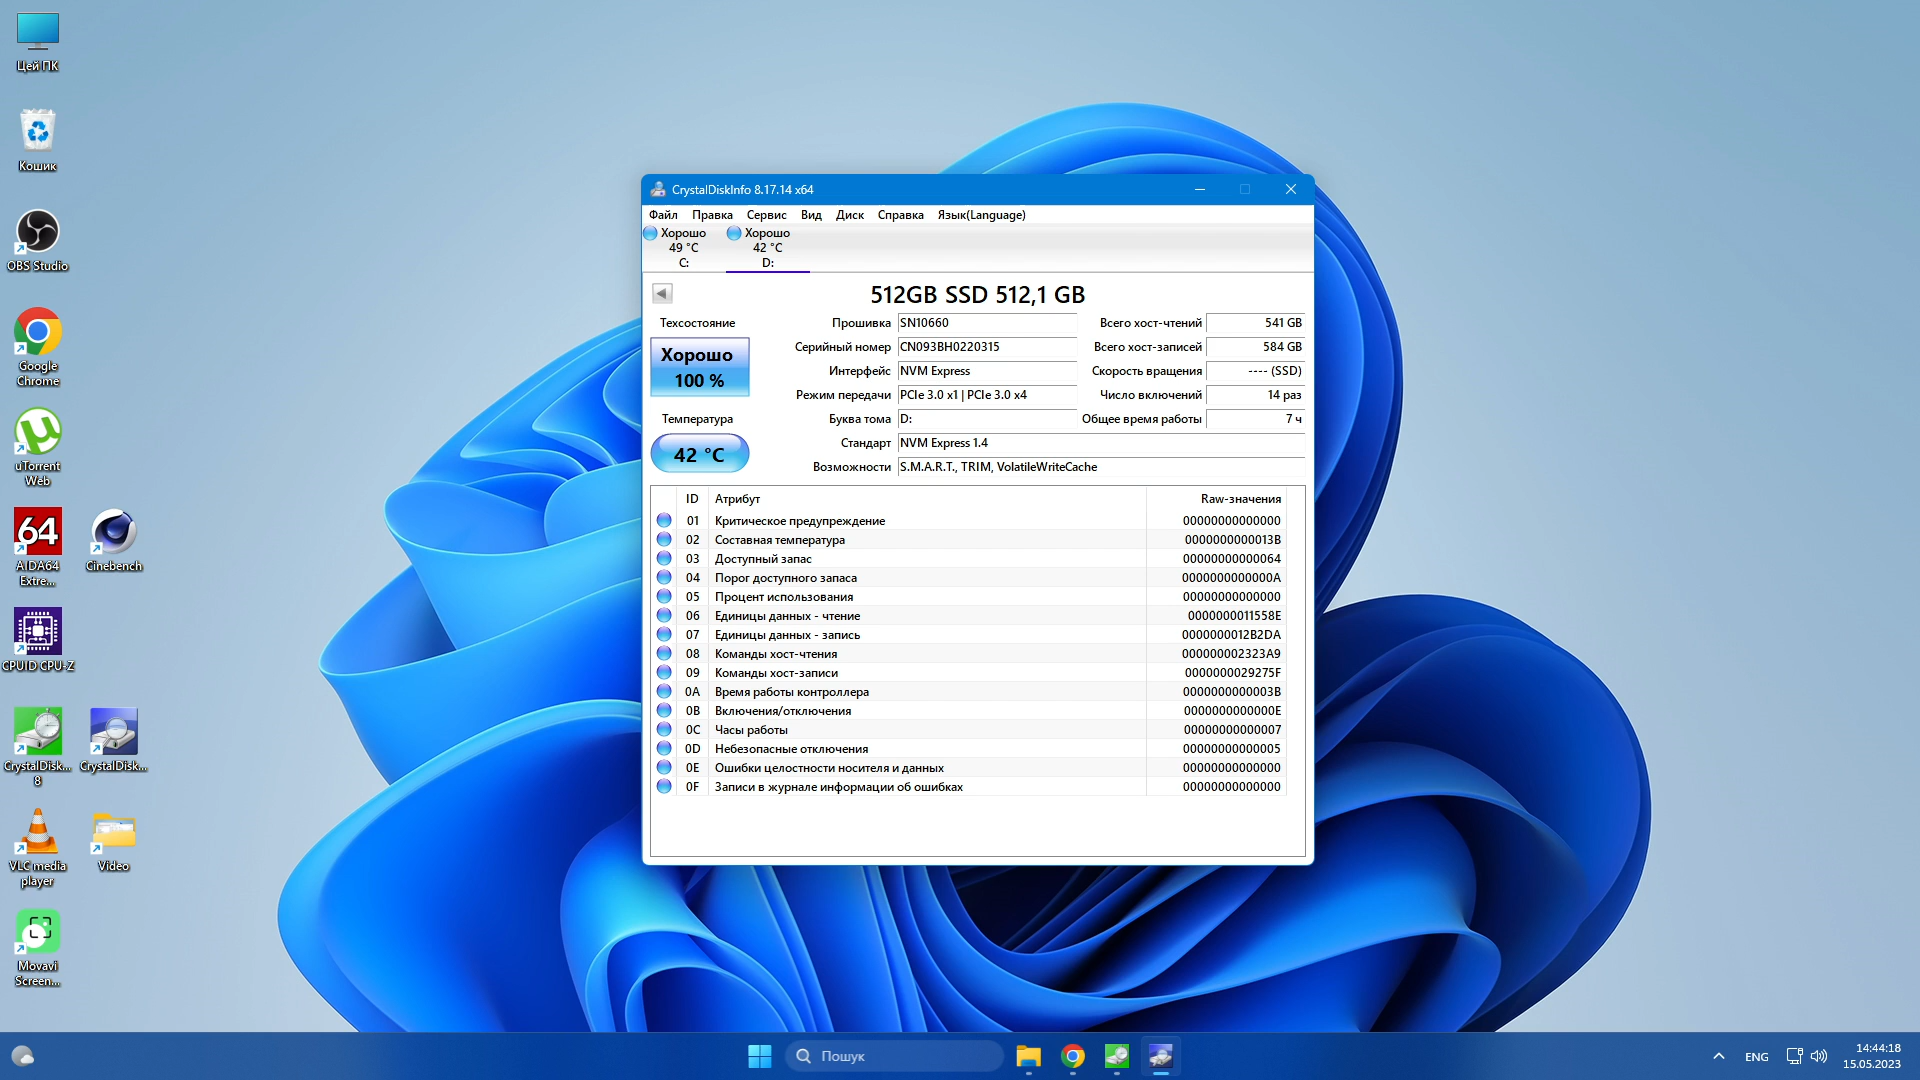 Цей ПК
Кошик
OBS Studio
Google
Chrome
uTorrent
Web
64
AIDA64
Extre...
Cinebench
CPUID CPU-Z
CrystalDisk...
8
CrystalDisk...
VLC media
player
Video
Movavi
Screen...
CrystalDiskInfo 8.17.14 x64
Файл Правка Сервис Вид Диск Справка Язык(Language)
Хорошо Хорошо
49 °C 42 °C
C: D:
512GB SSD 512,1 GB
Техсостояние
Хорошо
100 %
Температура
42 °C
Прошивка SN10660 Всего хост-чтений 541 GB
Серийный номер CN093BH0220315 Всего хост-записей 584 GB
Интерфейс NVM Express Скорость вращения ---- (SSD)
Режим передачи PCIe 3.0 x1 | PCIe 3.0 x4 Число включений 14 раз
Буква тома D: Общее время работы 7 ч
Стандарт NVM Express 1.4
Возможности S.M.A.R.T., TRIM, VolatileWriteCache
ID Атрибут Raw-значения
01 Критическое предупреждение 00000000000000
02 Составная температура 0000000000013B
03 Доступный запас 00000000000064
04 Порог доступного запаса 0000000000000A
05 Процент использования 00000000000000
06 Единицы данных - чтение 0000000011558E
07 Единицы данных - запись 0000000012B2DA
08 Команды хост-чтения 000000002323A9
09 Команды хост-записи 0000000029275F
0A Время работы контроллера 0000000000003B
0B Включения/отключения 0000000000000E
0C Часы работы 00000000000007
0D Небезопасные отключения 00000000000005
0E Ошибки целостности носителя и данных 00000000000000
0F Записи в журнале информации об ошибках 00000000000000
Пошук
ENG
14:44:18
15.05.2023